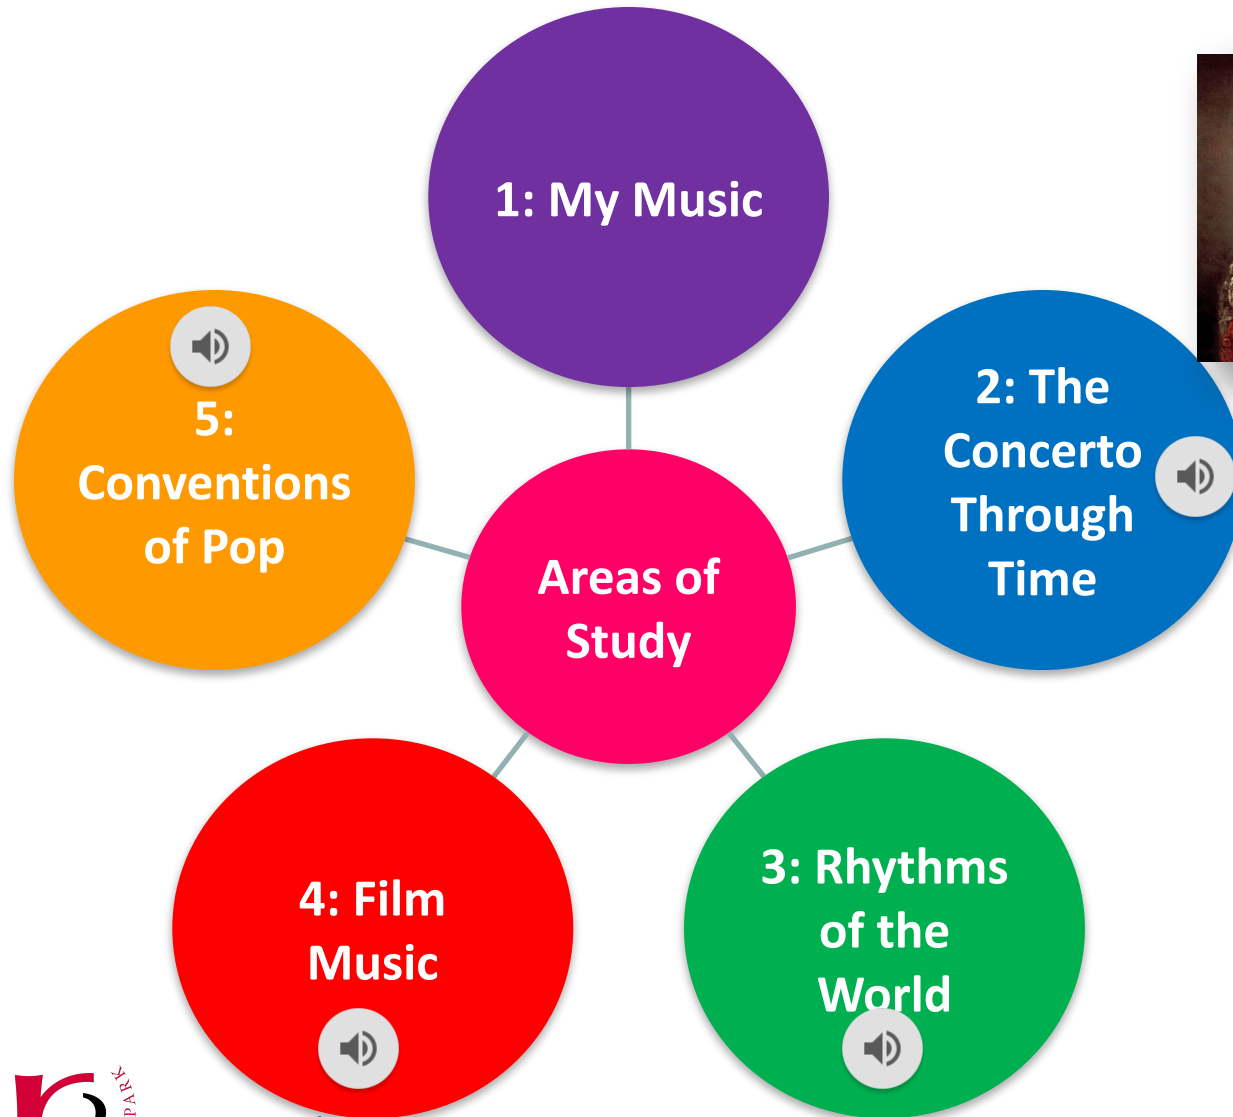 1: My Music
2: The
Concerto
Through
Time
3: Rhythms
of the
World
4: Film
Music
5:
Conventions
of Pop
Areas of
Study
PARK